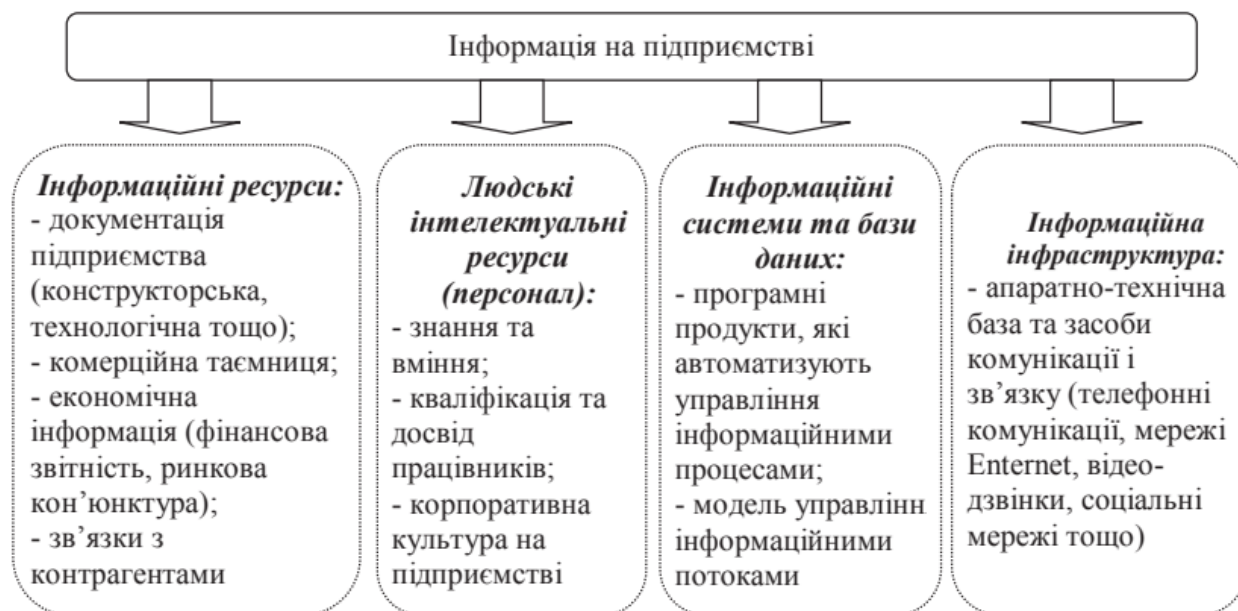 Інформація на підприємстві
Інформаційні ресурси:
- документація
підприємства
(конструкторська,
технологічна тощо);
- комерційна таємниця;
- економічна
інформація (фінансова
звітність, ринкова
кон’юнктура);
- зв’язки з
контрагентами
Людські
інтелектуальні
ресурси
(персонал):
- знання та
вміння;
- кваліфікація та
досвід
працівників;
- корпоративна
культура на
підприємстві
Інформаційні
системи та бази
даних:
- програмні
продукти, які
автоматизують
управління
інформаційними
процесами;
- модель управлінн
інформаційними
потоками
Інформаційна
інфраструктура:
- апаратно-технічна
база та засоби
комунікації і
зв’язку (телефонні
комунікації, мережі
Enternet, відео-
дзвінки, соціальні
мережі тощо)